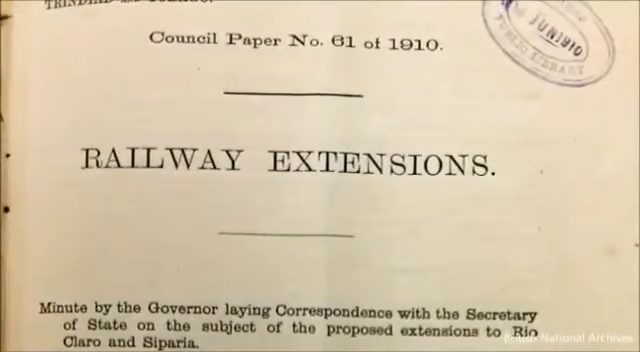 TRINIDAD AND TOBAGO.
Council Paper No. 61 of 1910.
JUN 1910
PUBLIC LIBRARY
RAILWAY EXTENSIONS.
Minute by the Governor laying Correspondence with the Secretary
of State on the subject of the proposed extensions to Rio
Claro and Siparia.
British National Archives